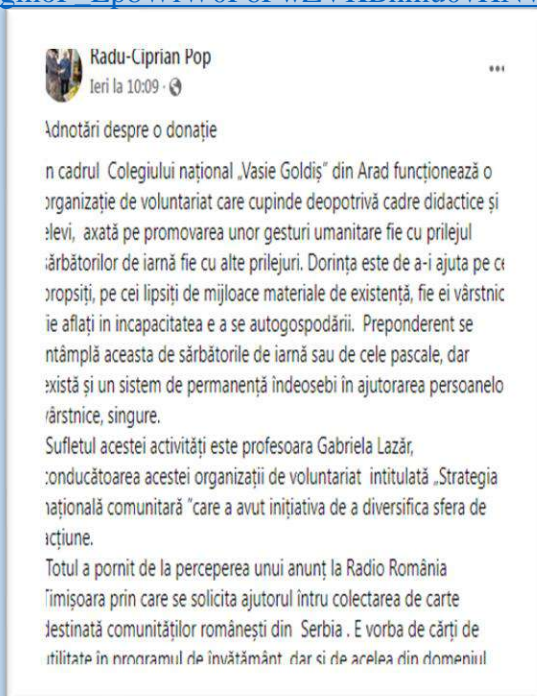 Radu-Ciprian Pop
Ieri la 10:09 ·
Adnotări despre o donație
n cadrul Colegiului național „Vasie Goldiș” din Arad funcționează o
organizație de voluntariat care cupinde deopotrivă cadre didactice și
elevi, axată pe promovarea unor gesturi umanitare fie cu prilejul
sărbătorilor de iarnă fie cu alte prilejuri. Dorința este de a-i ajuta pe ce
propsiți, pe cei lipsiți de mijloace materiale de existență, fie ei vârstnic
fie aflați in incapacitatea e a se autogospodări. Preponderent se
ntâmplă aceasta de sărbătorile de iarnă sau de cele pascale, dar
există și un sistem de permanență îndeosebi în ajutorarea persoanelo
vârstnice, singure.
Sufletul acestei activități este profesoara Gabriela Lazăr,
conducătoarea acestei organizații de voluntariat intitulată „Strategia
națională comunitară "care a avut inițiativa de a diversifica sfera de
acțiune.
Totul a pornit de la perceperea unui anunț la Radio România
Timișoara prin care se solicita ajutorul întru colectarea de carte
destinată comunităților românești din Serbia . E vorba de cărți de
utilitate în programul de învățământ dar și de acelea din domeniul